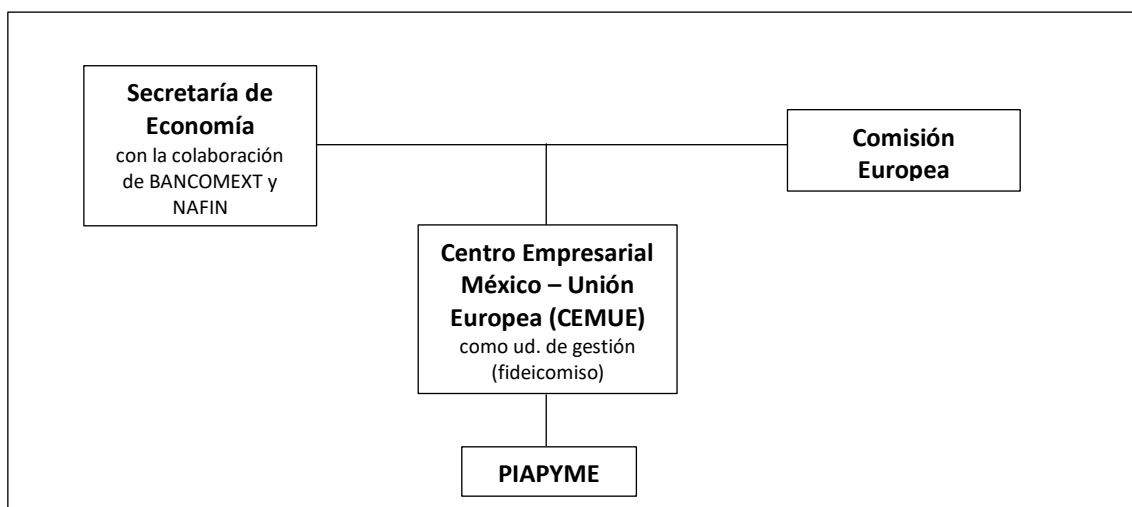 Secretaría de
Economía
con la colaboración
de BANCOMEXT y
NAFIN
Comisión
Europea
Centro Empresarial
México – Unión
Europea (CEMUE)
como ud. de gestión
(fideicomiso)
PIAPYME